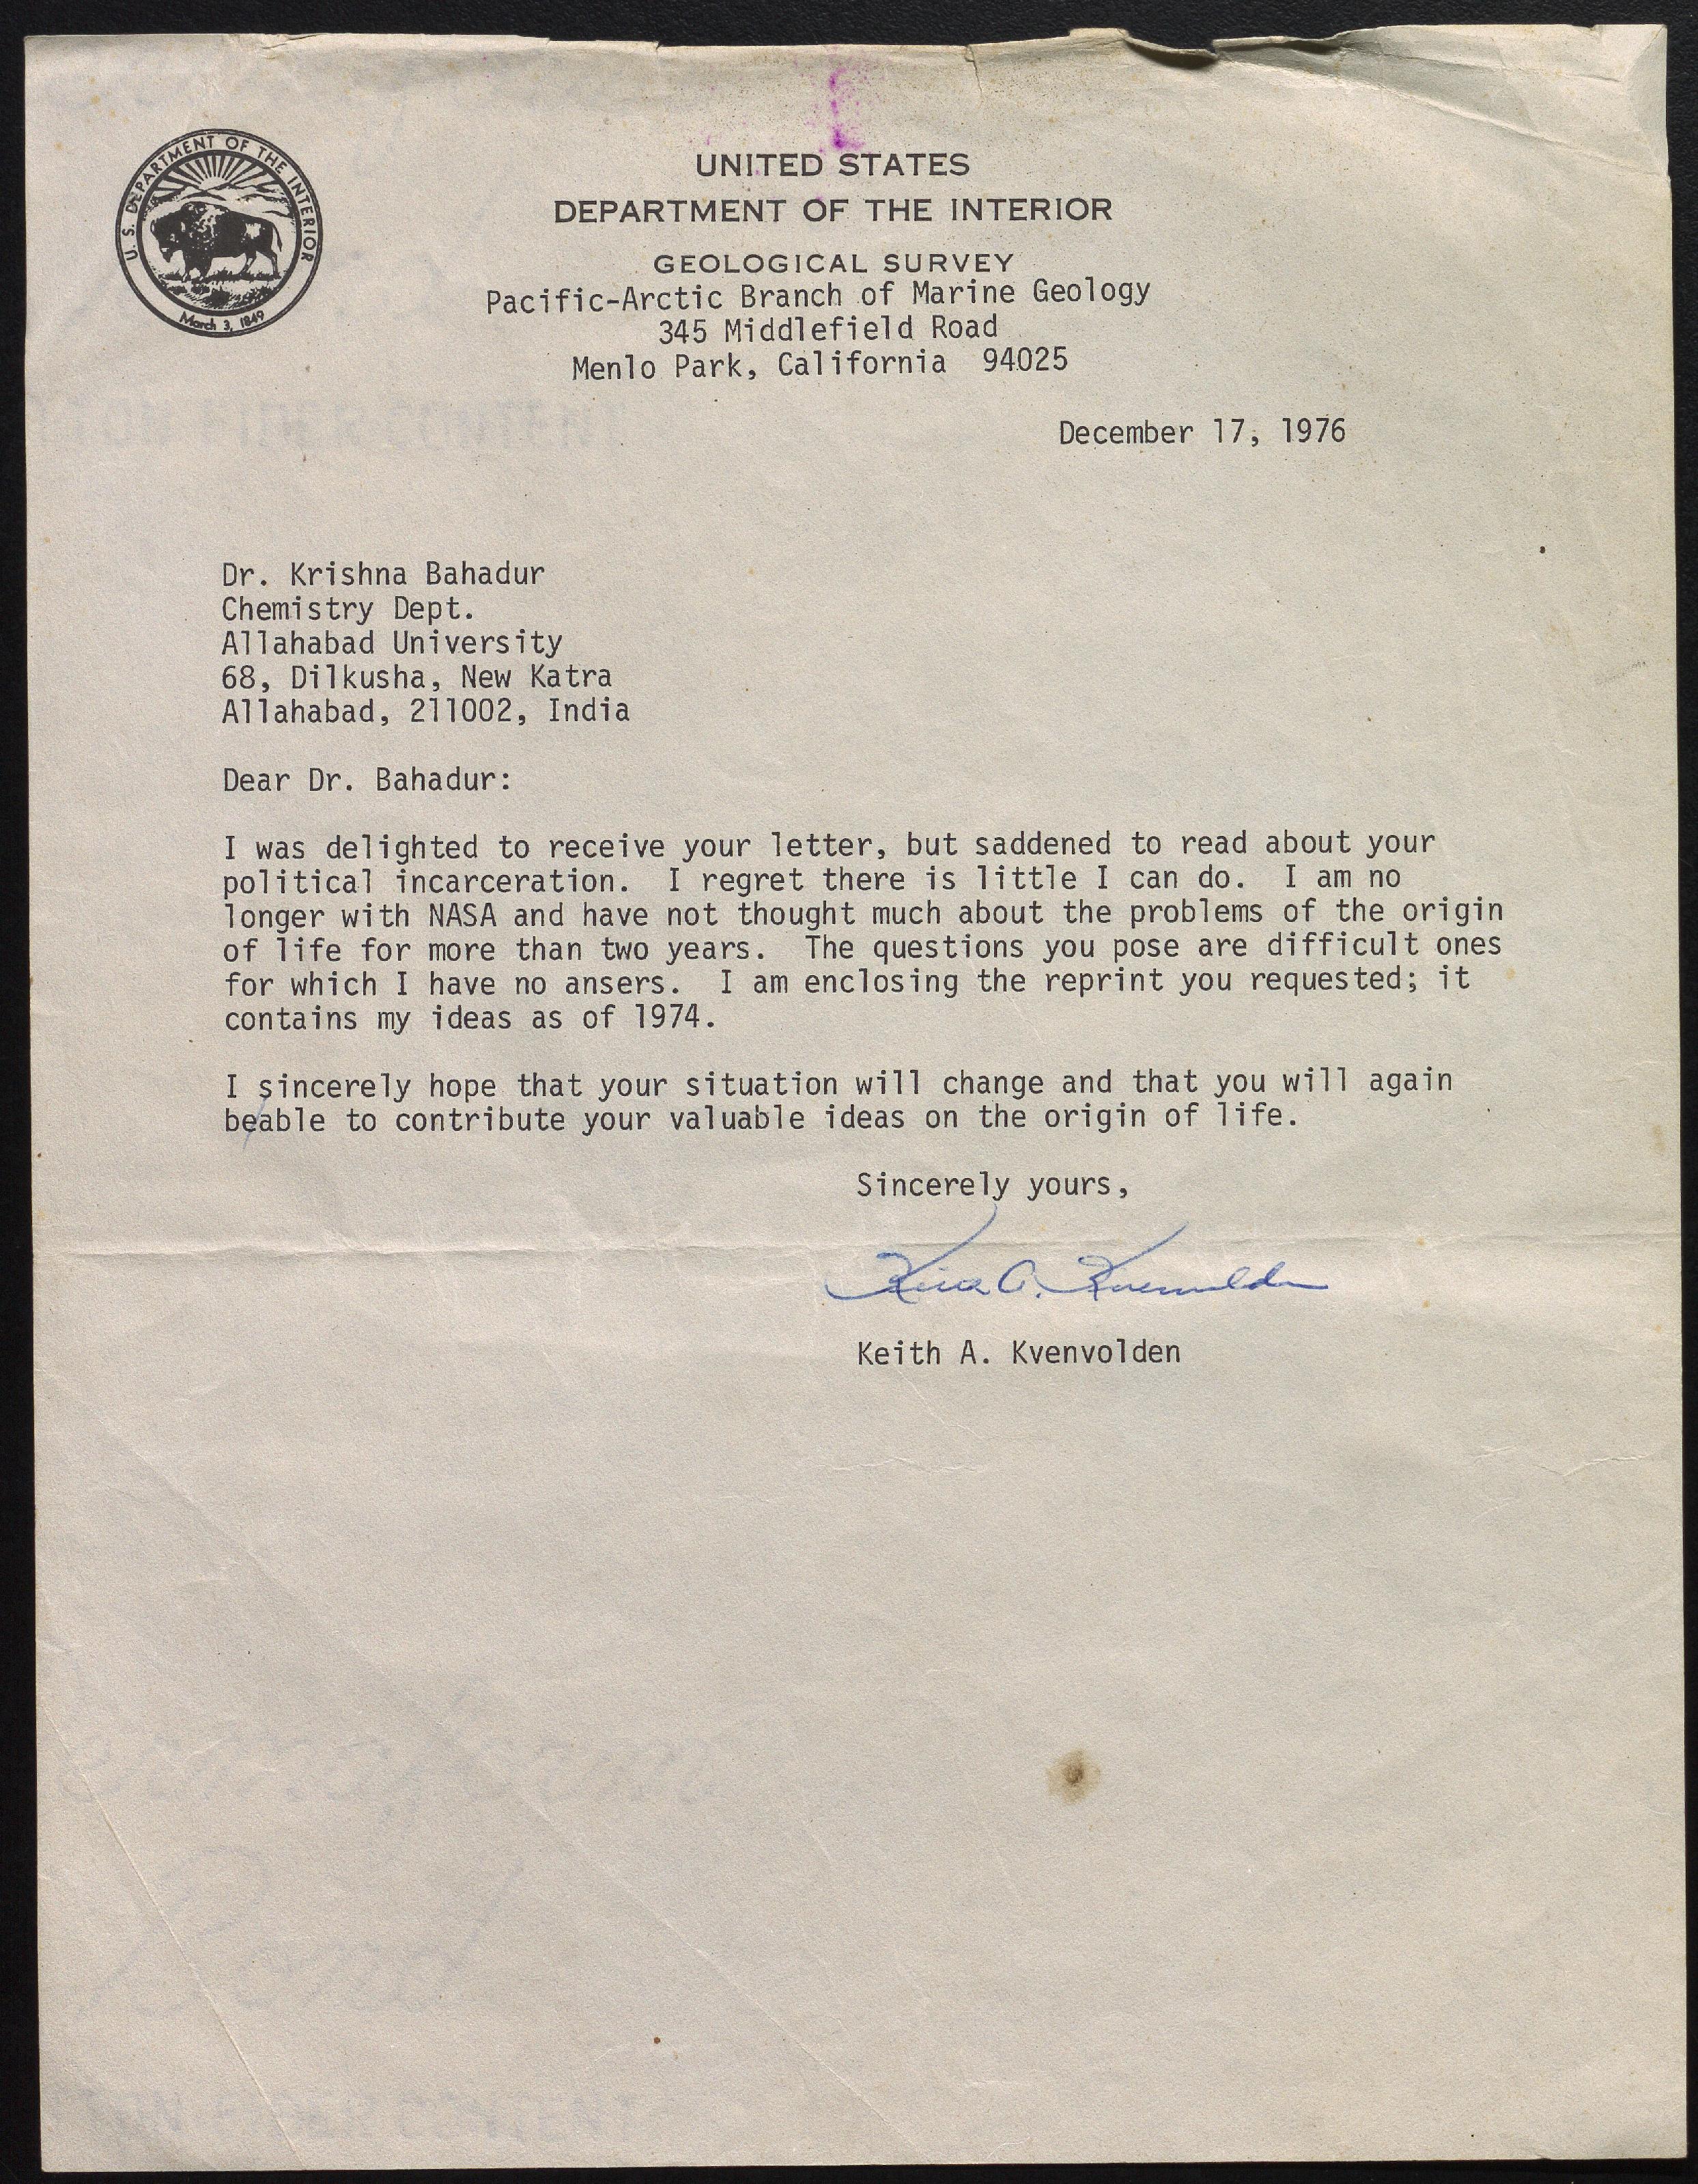 U. S. DEPARTMENT OF THE INTERIOR
March 3, 1849
UNITED STATES
DEPARTMENT OF THE INTERIOR
GEOLOGICAL SURVEY
Pacific-Arctic Branch of Marine Geology
345 Middlefield Road
Menlo Park, California 94025
December 17, 1976
Dr. Krishna Bahadur
Chemistry Dept.
Allahabad University
68, Dilkusha, New Katra
Allahabad, 211002, India
Dear Dr. Bahadur:
I was delighted to receive your letter, but saddened to read about your
political incarceration. I regret there is little I can do. I am no
longer with NASA and have not thought much about the problems of the origin
of life for more than two years. The questions you pose are difficult ones
for which I have no ansers. I am enclosing the reprint you requested; it
contains my ideas as of 1974.
I sincerely hope that your situation will change and that you will again
beable to contribute your valuable ideas on the origin of life.
Sincerely yours,
Keith A. Kvenvolden
Keith A. Kvenvolden